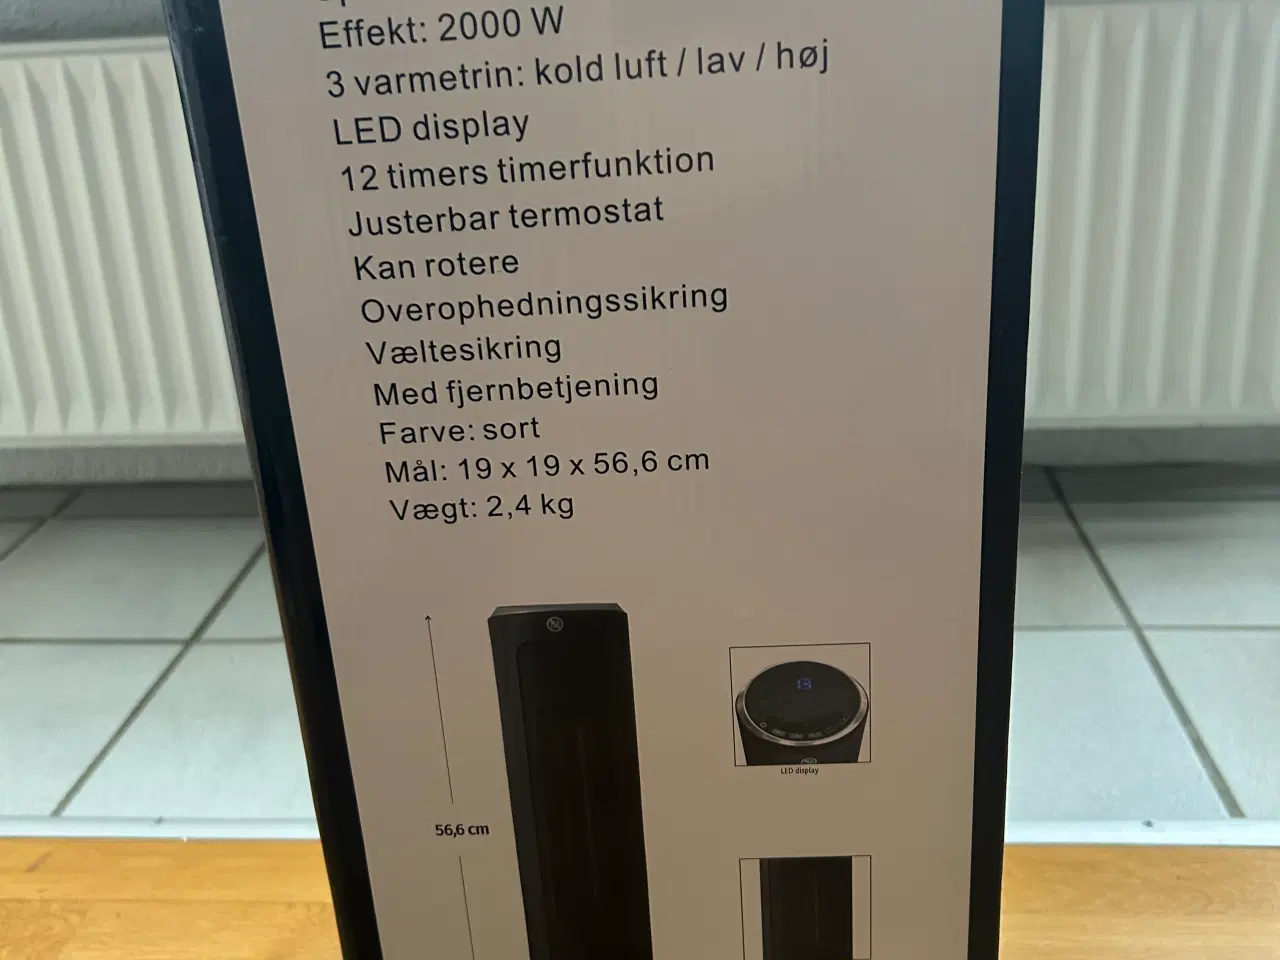 Effekt: 2000 W
3 varmetrin: kold luft / lav / høj
LED display
12 timers timerfunktion
Justerbar termostat
Kan rotere
Overophedningssikring
Væltesikring
Med fjernbetjening
Farve: sort
Mål: 19 x 19 x 56,6 cm
Vægt: 2,4 kg
LED display
56,6 cm